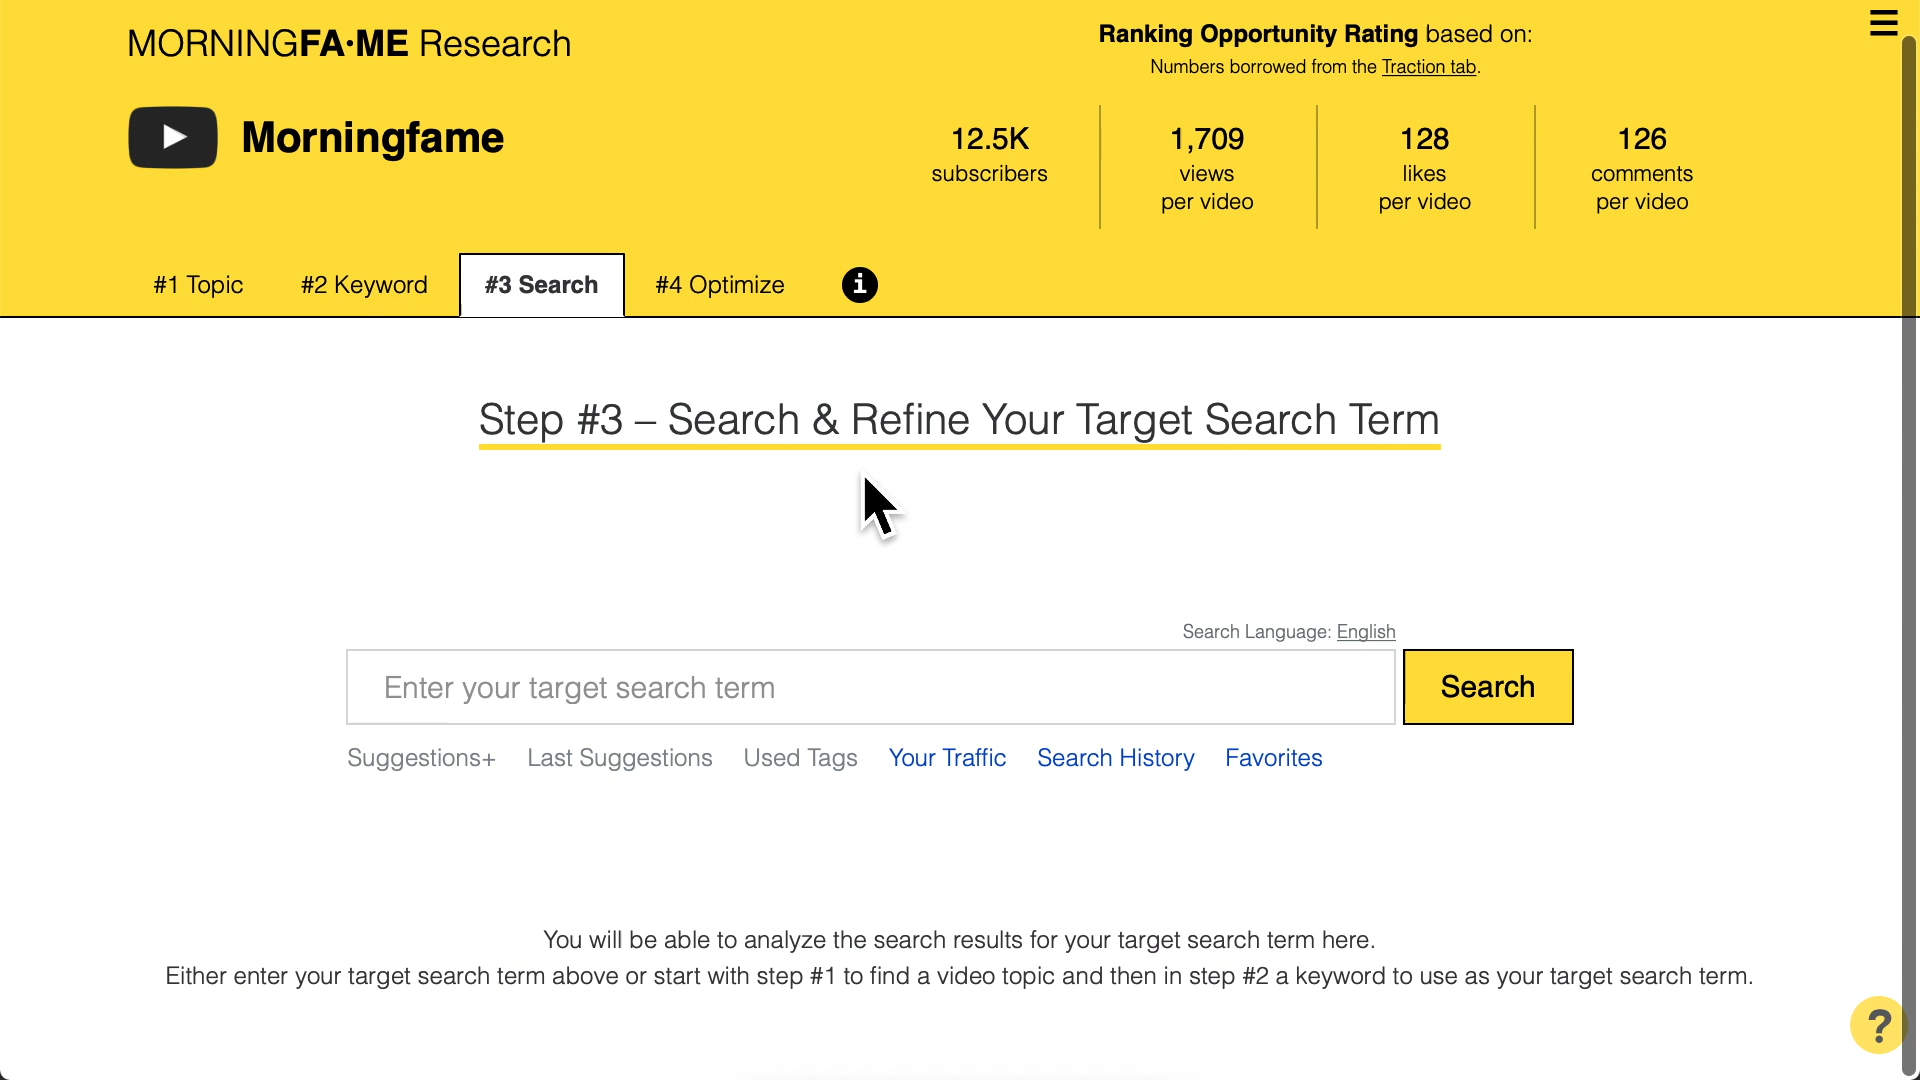 MORNINGFA·ME Research
Ranking Opportunity Rating based on:
Numbers borrowed from the Traction tab.
Morningfame
12.5K
subscribers
1,709
views
per video
128
likes
per video
126
comments
per video
#1 Topic
#2 Keyword
#3 Search
#4 Optimize
i
Step #3 – Search & Refine Your Target Search Term
Search Language: English
Enter your target search term
Search
Suggestions+
Last Suggestions
Used Tags
Your Traffic
Search History
Favorites
You will be able to analyze the search results for your target search term here.
Either enter your target search term above or start with step #1 to find a video topic and then in step #2 a keyword to use as your target search term.
?